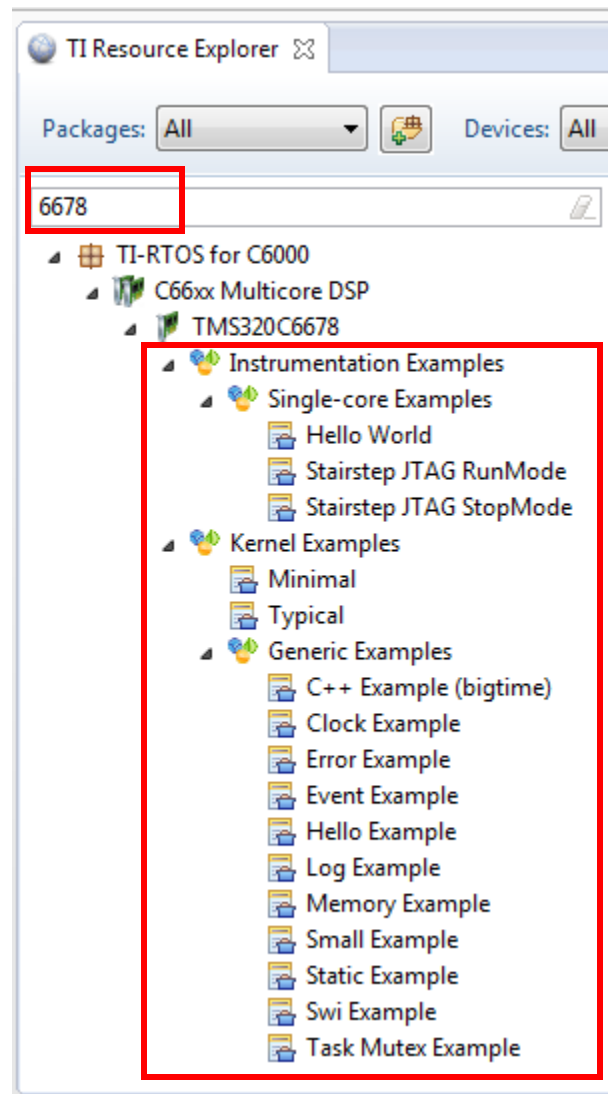 TI Resource Explorer
Packages: All Devices: All
6678
TI-RTOS for C6000
C66xx Multicore DSP
TMS320C6678
Instrumentation Examples
Single-core Examples
Hello World
Stairstep JTAG RunMode
Stairstep JTAG StopMode
Kernel Examples
Minimal
Typical
Generic Examples
C++ Example (bigtime)
Clock Example
Error Example
Event Example
Hello Example
Log Example
Memory Example
Small Example
Static Example
Swi Example
Task Mutex Example